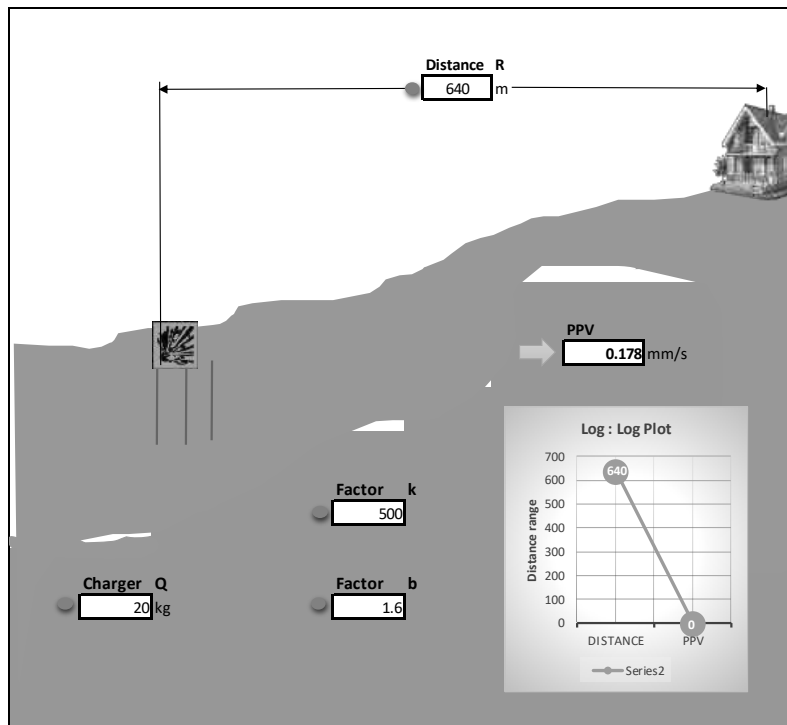 Distance R
640 m
PPV
0.178 mm/s
Log : Log Plot
700
600
500
400
300
200
100
0
Distance range
640
0
DISTANCE PPV
Series2
Factor k
500
Charger Q
20 kg
Factor b
1.6